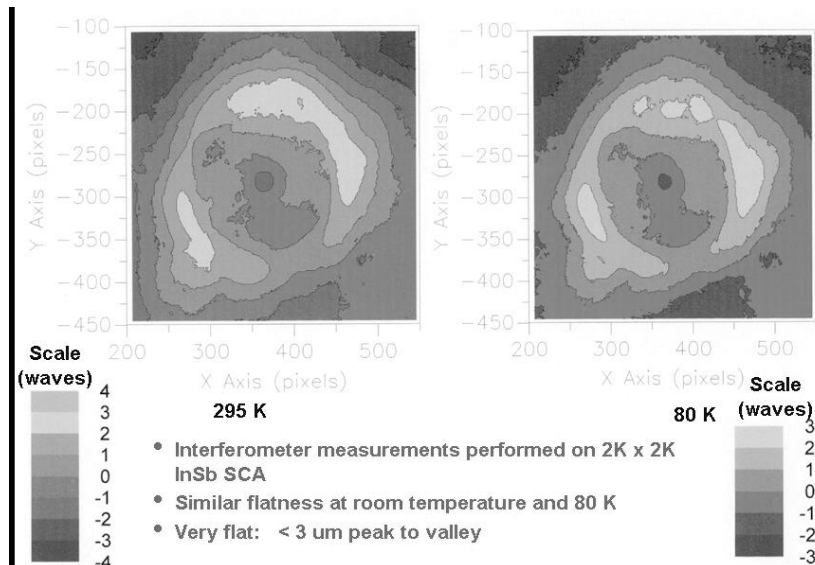 -100
-150
-200
-250
-300
-350
-400
-450
Y Axis (pixels)
200 300 400 500
X Axis (pixels)
-100
-150
-200
-250
-300
-350
-400
-450
Y Axis (pixels)
200 300 400 500
X Axis (pixels)
Scale
(waves)
4
3
2
1
0
-1
-2
-3
-4
295 K
80 K
Scale
(waves)
3
2
1
0
-1
-2
-3
• Interferometer measurements performed on 2K x 2K
InSb SCA
• Similar flatness at room temperature and 80 K
• Very flat: < 3 um peak to valley